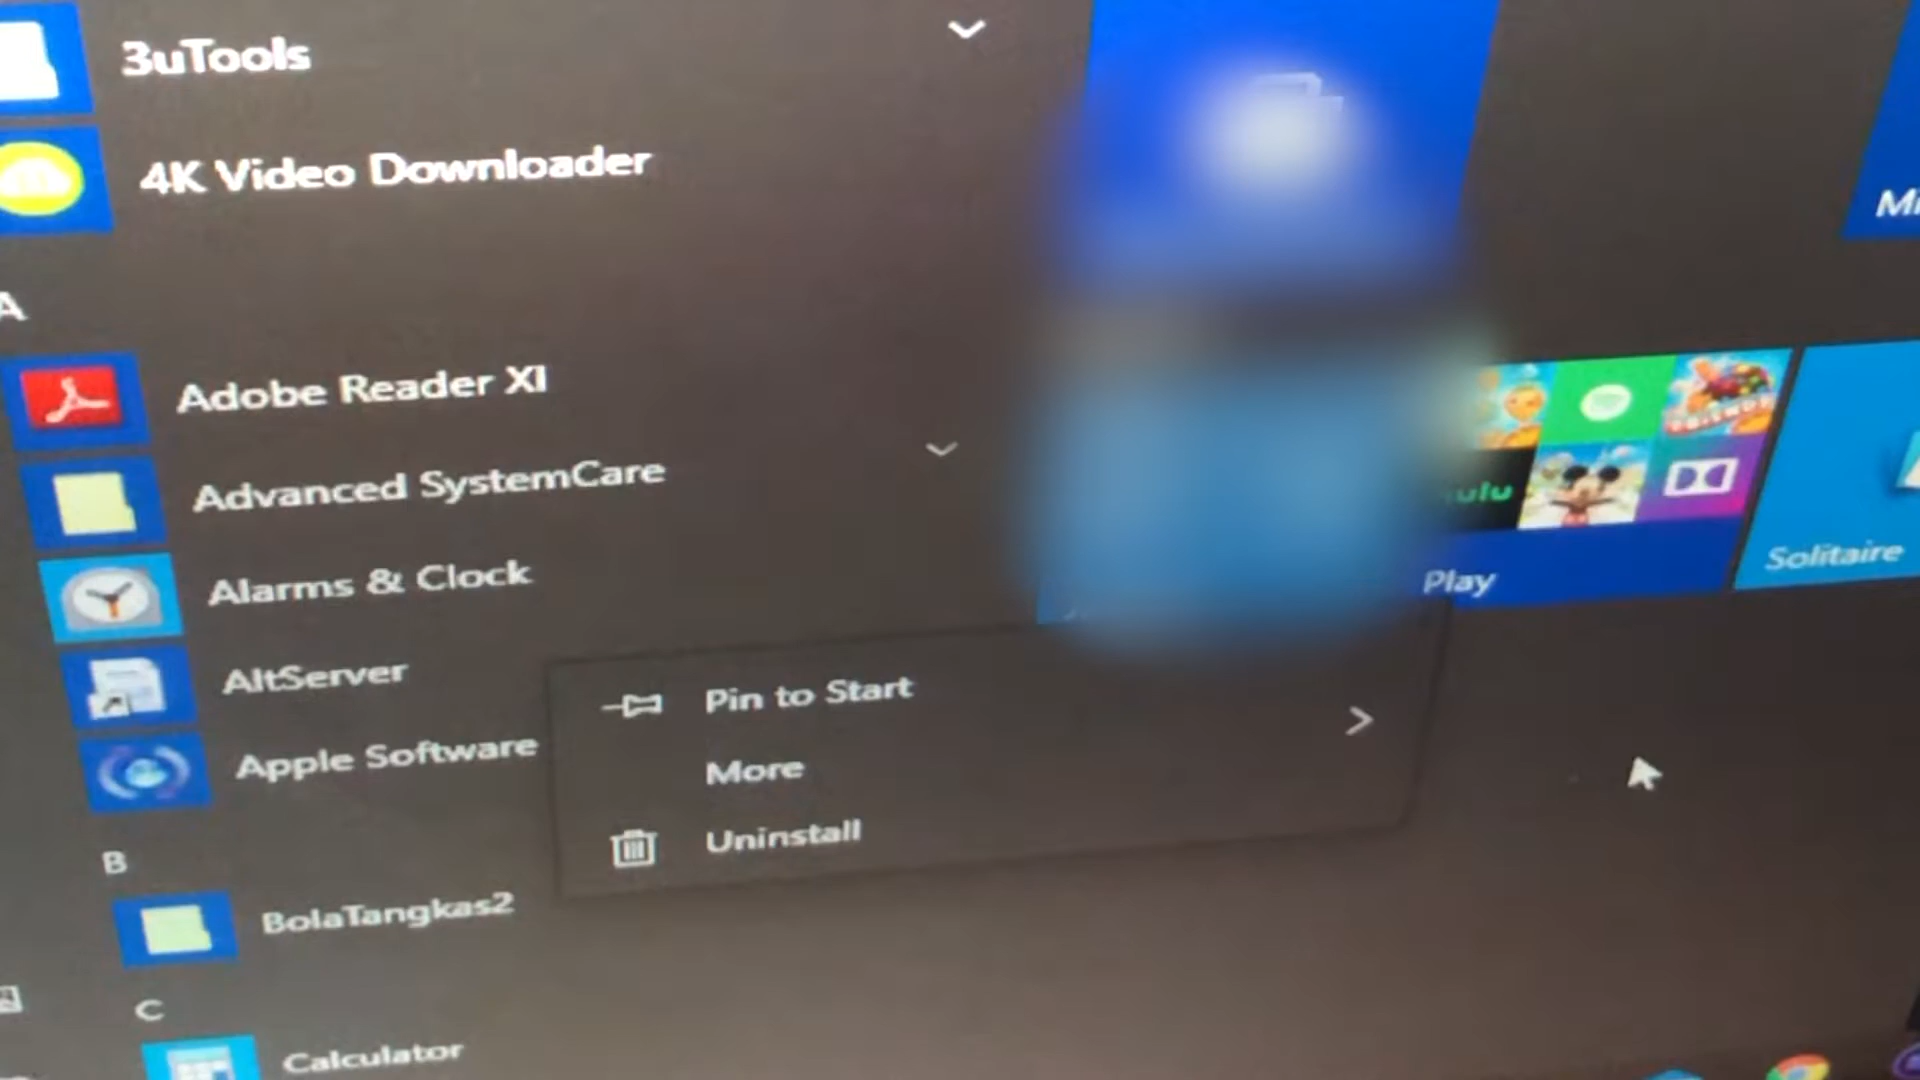 3uTools
4K Video Downloader
A
Adobe Reader XI
Advanced SystemCare
Alarms & Clock
AltServer
Apple Software
B
BolaTangkas2
C
Calculator
Pin to Start
More
Uninstall
Play
Solitaire